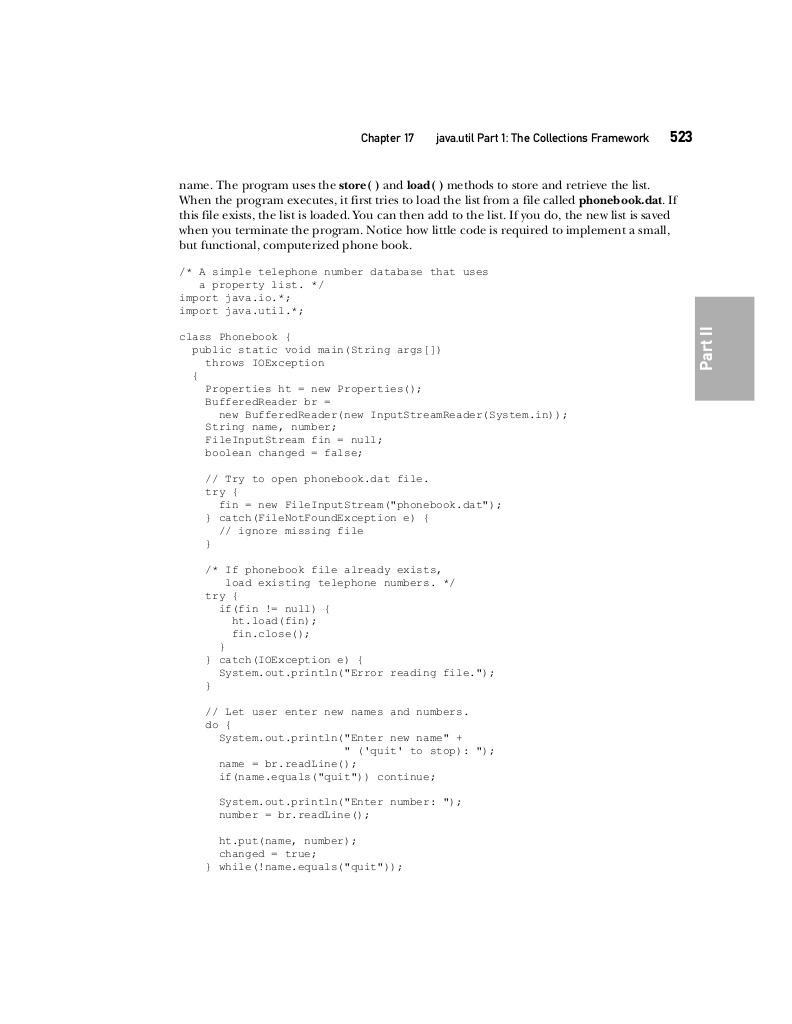 Chapter 17 java.util Part 1: The Collections Framework 523
name. The program uses the store( ) and load( ) methods to store and retrieve the list.
When the program executes, it first tries to load the list from a file called phonebook.dat. If
this file exists, the list is loaded. You can then add to the list. If you do, the new list is saved
when you terminate the program. Notice how little code is required to implement a small,
but functional, computerized phone book.
/* A simple telephone number database that uses
   a property list. */
import java.io.*;
import java.util.*;
Part II
class Phonebook {
  public static void main(String args[])
    throws IOException
  {
    Properties ht = new Properties();
    BufferedReader br =
      new BufferedReader(new InputStreamReader(System.in));
    String name, number;
    FileInputStream fin = null;
    boolean changed = false;
    // Try to open phonebook.dat file.
    try {
      fin = new FileInputStream("phonebook.dat");
    } catch(FileNotFoundException e) {
      // ignore missing file
    }
    /* If phonebook file already exists,
       load existing telephone numbers. */
    try {
      if(fin != null) {
        ht.load(fin);
        fin.close();
      }
    } catch(IOException e) {
      System.out.println("Error reading file.");
    }
    // Let user enter new names and numbers.
    do {
      System.out.println("Enter new name" +
                         " ('quit' to stop): ");
      name = br.readLine();
      if(name.equals("quit")) continue;
      System.out.println("Enter number: ");
      number = br.readLine();
      ht.put(name, number);
      changed = true;
    } while(!name.equals("quit"));